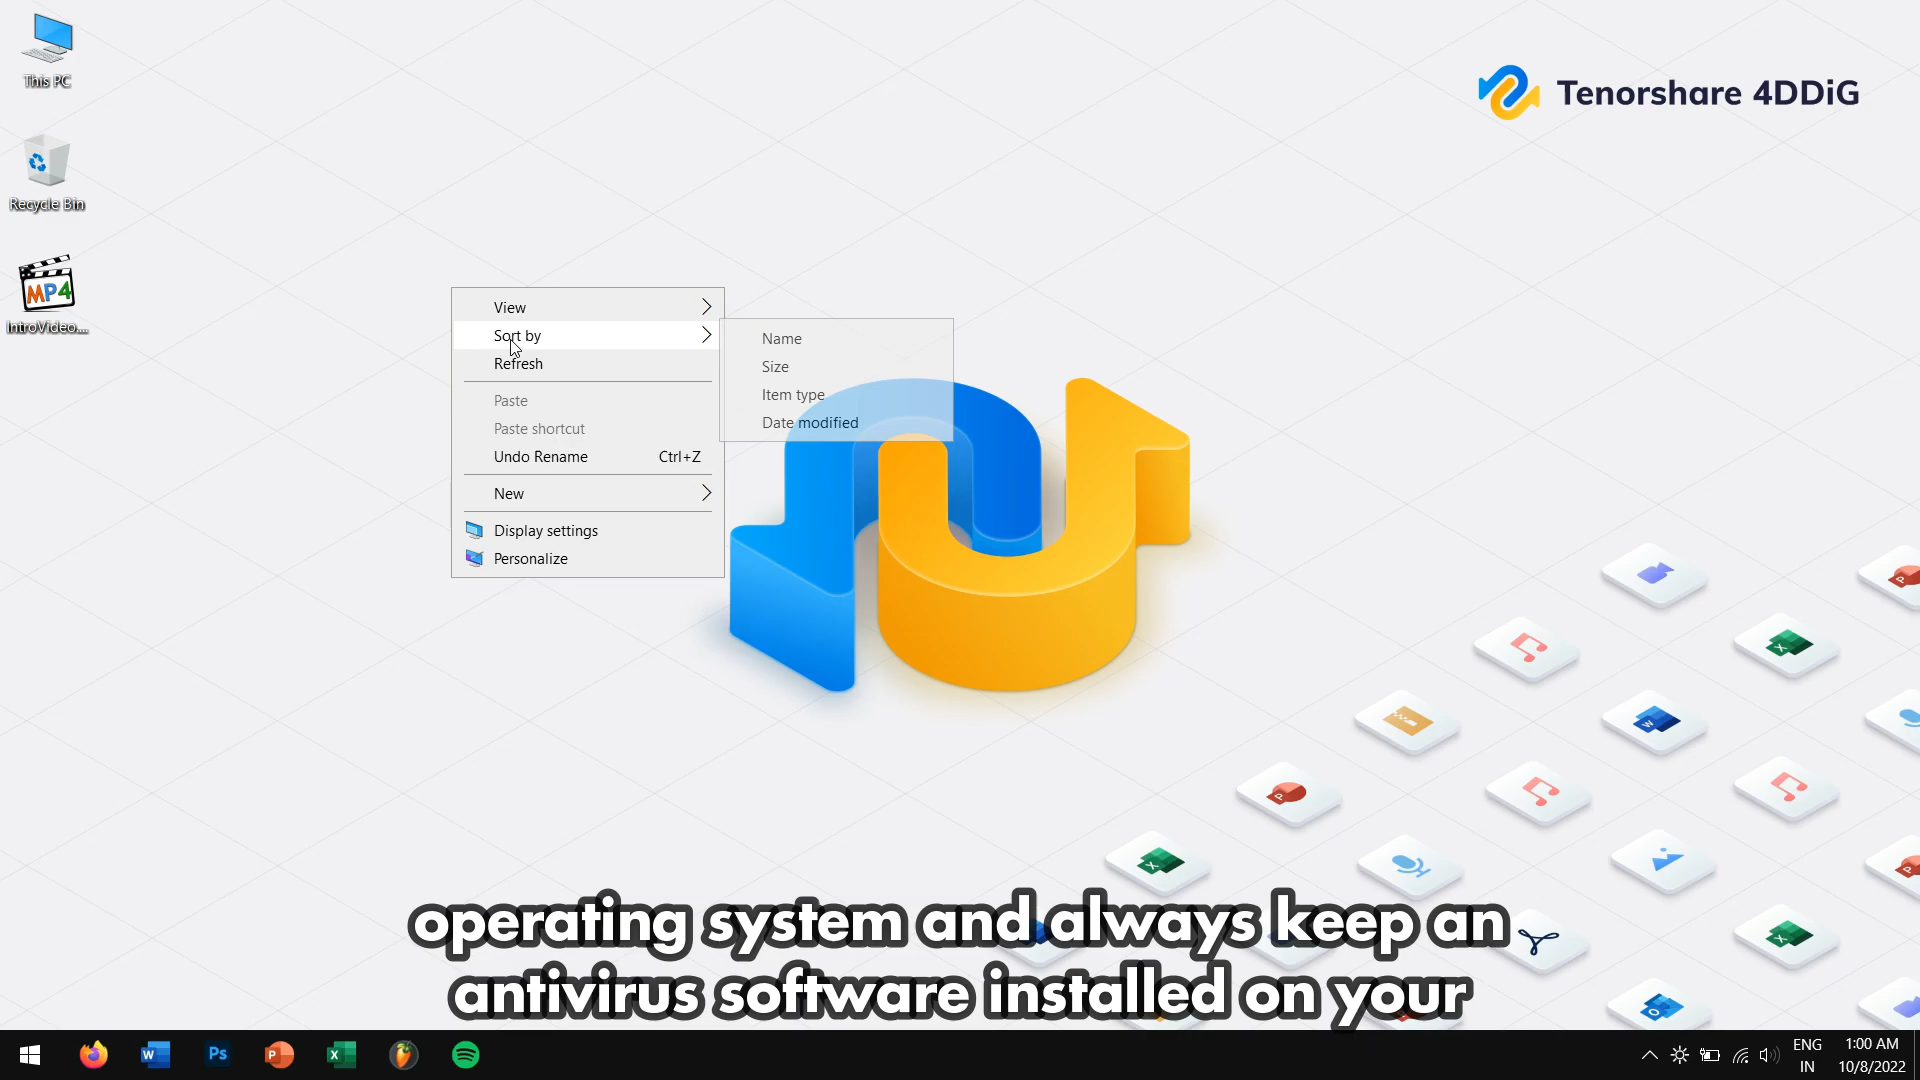 This PC
Tenorshare 4DDiG
Recycle Bin
MP4
IntroVideo....
View
Sort by
Refresh
Paste
Paste shortcut
Undo Rename Ctrl+Z
New
Display settings
Personalize
Name
Size
Item type
Date modified
operating system and always keep an
antivirus software installed on your
ENG
IN
1:00 AM
10/8/2022
W
Ps
P
X